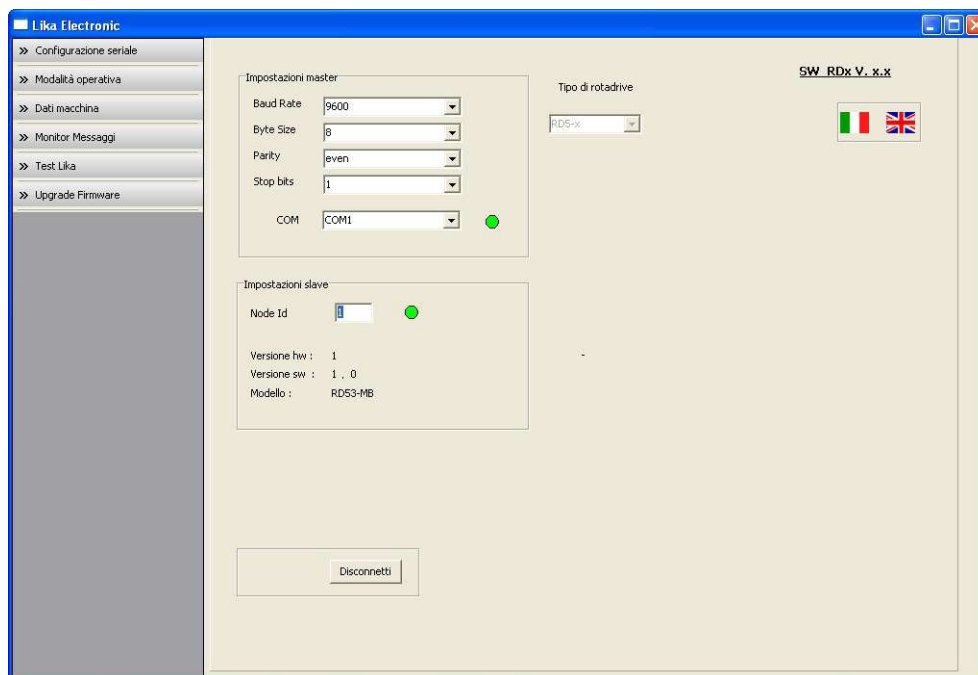 Lika Electronic
» Configurazione seriale
» Modalità operativa
» Dati macchina
» Monitor Messaggi
» Test Lika
» Upgrade Firmware
Impostazioni master
Baud Rate 9600
Byte Size 8
Parity even
Stop bits 1
COM COM1
Tipo di rotadrive
RD5-x
SW RDx V. x.x
Impostazioni slave
Node Id 1
Versione hw : 1
Versione sw : 1 . 0
Modello : RD53-MB
-
Disconnetti